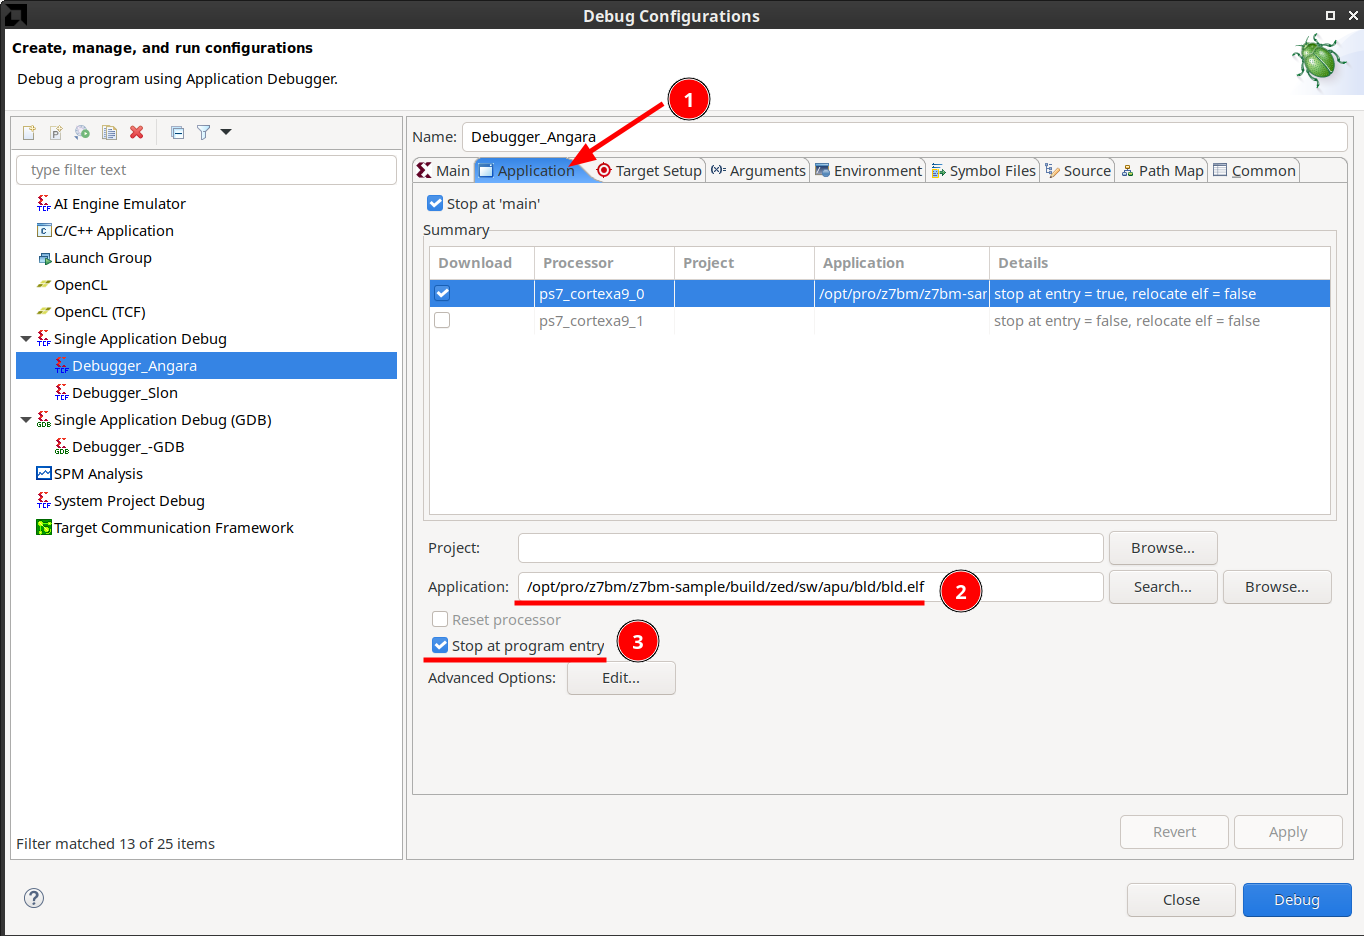 Debug Configurations
Create, manage, and run configurations
Debug a program using Application Debugger.
1
Name: Debugger_Angara
type filter text
Main Application Target Setup Arguments Environment Symbol Files Source Path Map Common
AI Engine Emulator
C/C++ Application
Launch Group
OpenCL
OpenCL (TCF)
Single Application Debug
Debugger_Angara
Debugger_Slon
Single Application Debug (GDB)
Debugger_-GDB
SPM Analysis
System Project Debug
Target Communication Framework
Filter matched 13 of 25 items
Stop at 'main'
Summary
Download Processor Project Application Details
ps7_cortexa9_0 /opt/pro/z7bm/z7bm-sar stop at entry = true, relocate elf = false
ps7_cortexa9_1 stop at entry = false, relocate elf = false
Project: Browse...
Application: /opt/pro/z7bm/z7bm-sample/build/zed/sw/apu/bld/bld.elf 2 Search... Browse...
Reset processor
Stop at program entry 3
Advanced Options: Edit...
Revert Apply
? Close Debug